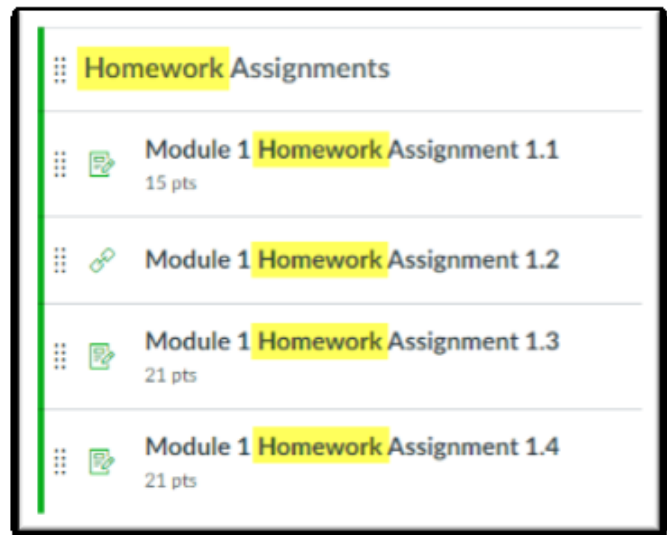 Homework Assignments
Module 1 Homework Assignment 1.1
15 pts
Module 1 Homework Assignment 1.2
Module 1 Homework Assignment 1.3
21 pts
Module 1 Homework Assignment 1.4
21 pts